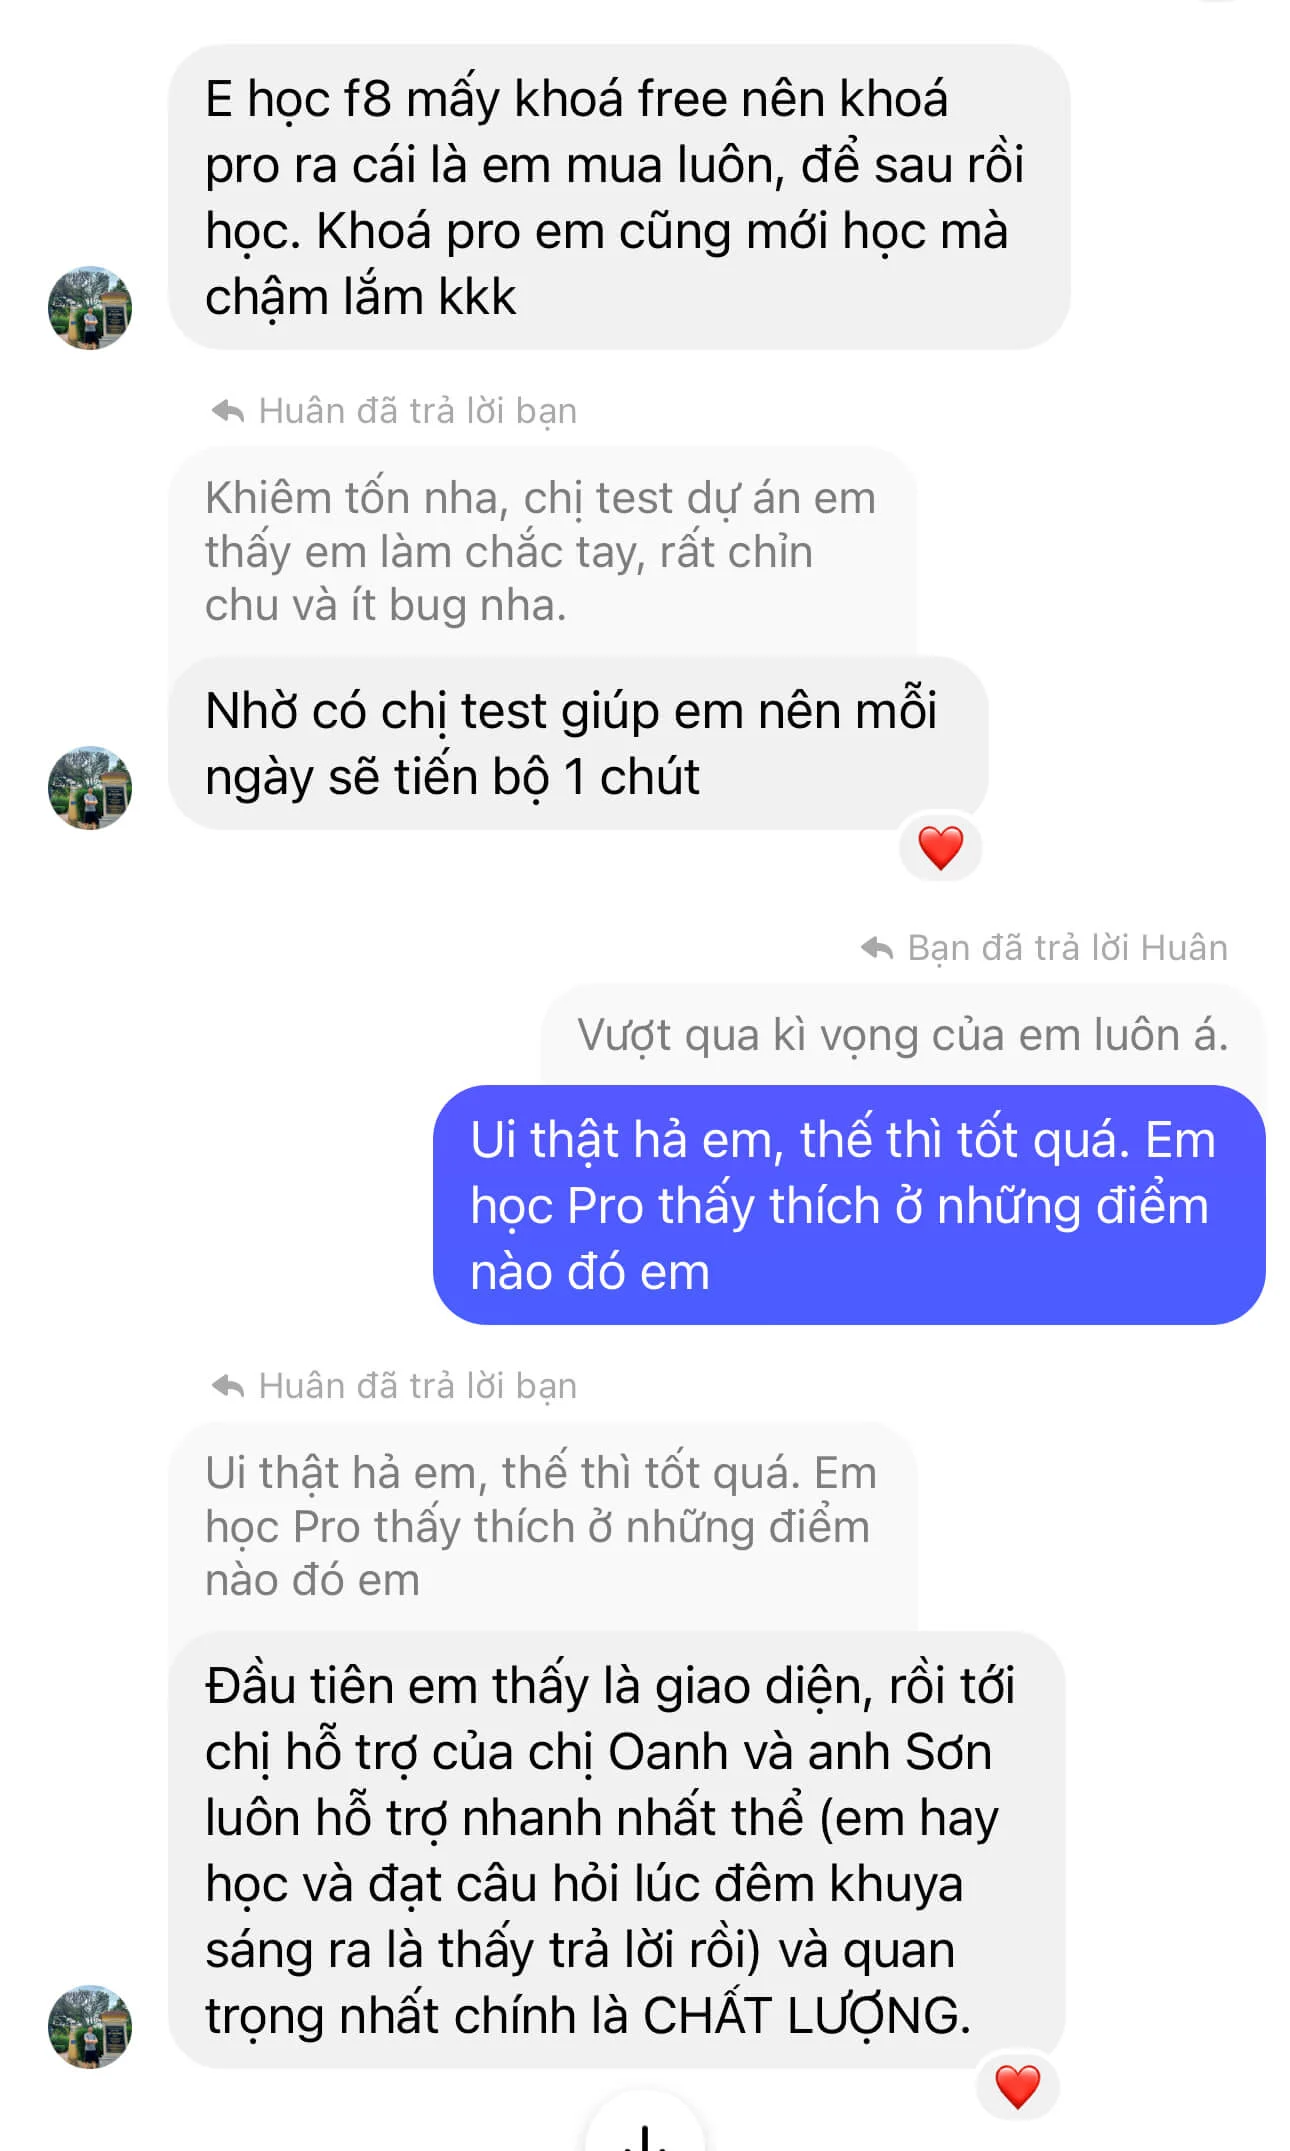 E học f8 mấy khoá free nên khoá
pro ra cái là em mua luôn, để sau rồi
học. Khoá pro em cũng mới học mà
chậm lắm kkk
Huân đã trả lời bạn
Khiêm tốn nha, chị test dự án em
thấy em làm chắc tay, rất chỉn
chu và ít bug nha.
Nhờ có chị test giúp em nên mỗi
ngày sẽ tiến bộ 1 chút
Bạn đã trả lời Huân
Vượt qua kì vọng của em luôn á.
Ui thật hả em, thế thì tốt quá. Em
học Pro thấy thích ở những điểm
nào đó em
Huân đã trả lời bạn
Ui thật hả em, thế thì tốt quá. Em
học Pro thấy thích ở những điểm
nào đó em
Đầu tiên em thấy là giao diện, rồi tới
chị hỗ trợ của chị Oanh và anh Sơn
luôn hỗ trợ nhanh nhất thể (em hay
học và đạt câu hỏi lúc đêm khuya
sáng ra là thấy trả lời rồi) và quan
trọng nhất chính là CHẤT LƯỢNG.